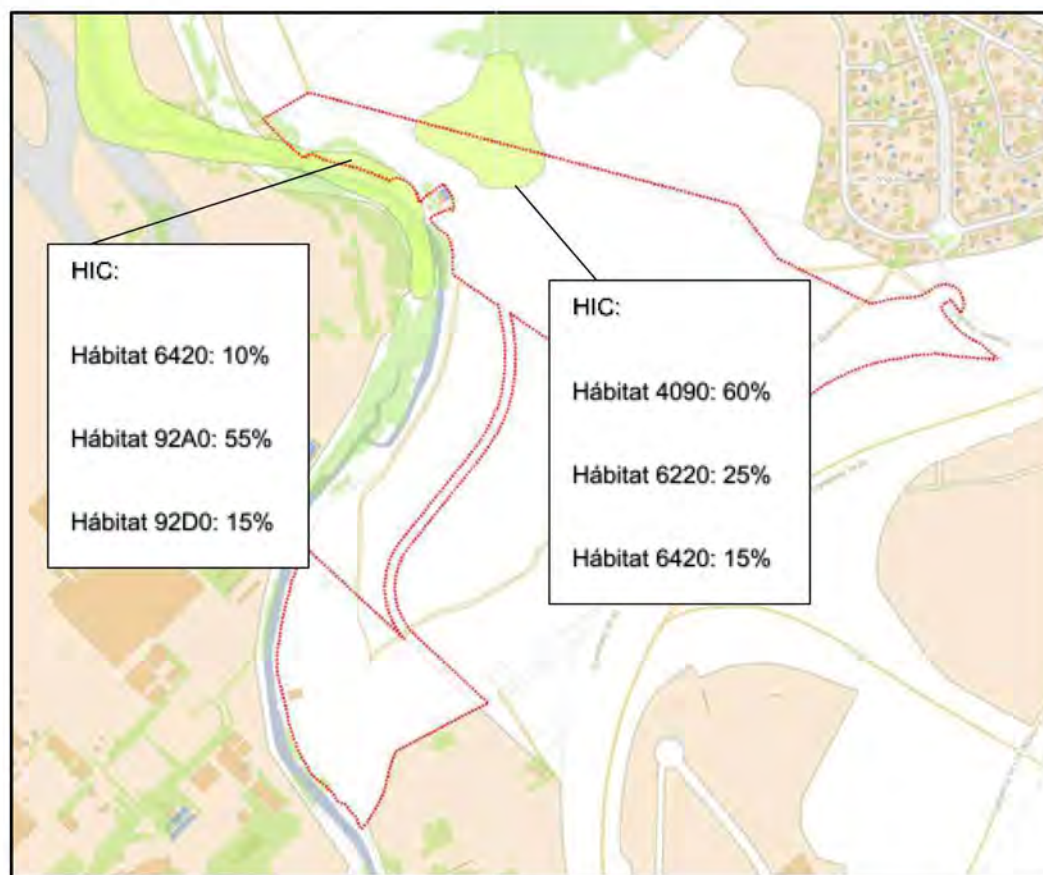 HIC:
Hábitat 6420: 10%
Hábitat 92A0: 55%
Hábitat 92D0: 15%
HIC:
Hábitat 4090: 60%
Hábitat 6220: 25%
Hábitat 6420: 15%